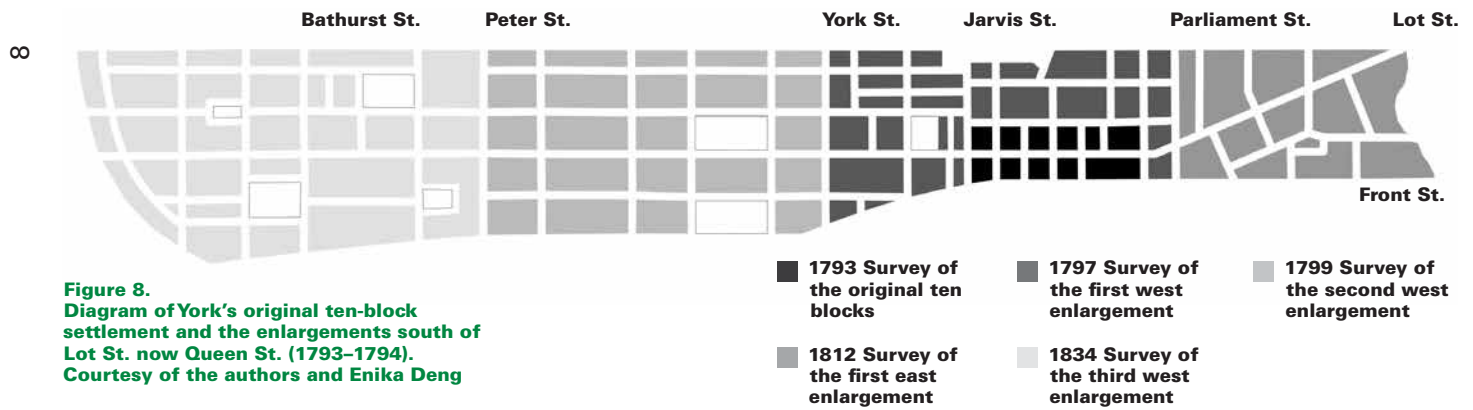 Bathurst St. Peter St. York St. Jarvis St. Parliament St. Lot St.
8
Front St.
Figure 8.
Diagram of York's original ten-block
settlement and the enlargements south of
Lot St. now Queen St. (1793–1794).
Courtesy of the authors and Enika Deng
1793 Survey of
the original ten
blocks
1797 Survey of
the first west
enlargement
1799 Survey of
the second west
enlargement
1812 Survey of
the first east
enlargement
1834 Survey of
the third west
enlargement